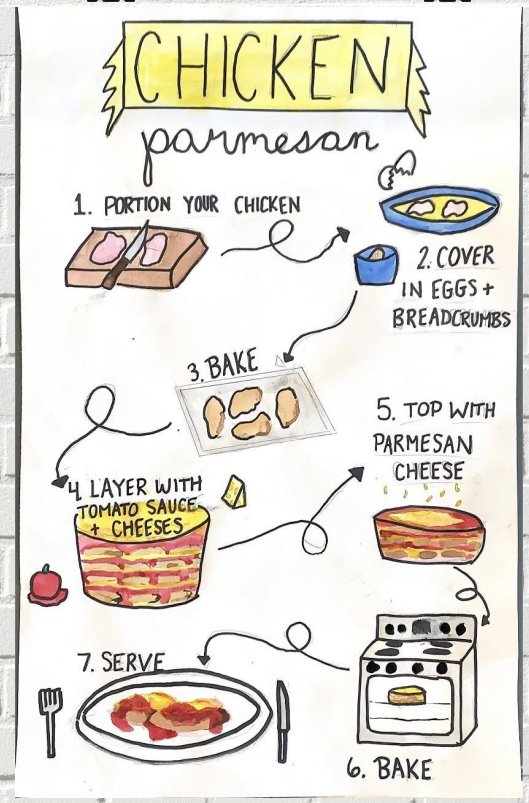 CHICKEN
parmesan
1. PORTION YOUR CHICKEN
2. COVER
IN EGGS +
BREADCRUMBS
3. BAKE
4. LAYER WITH
TOMATO SAUCE
+ CHEESES
5. TOP WITH
PARMESAN
CHEESE
6. BAKE
7. SERVE